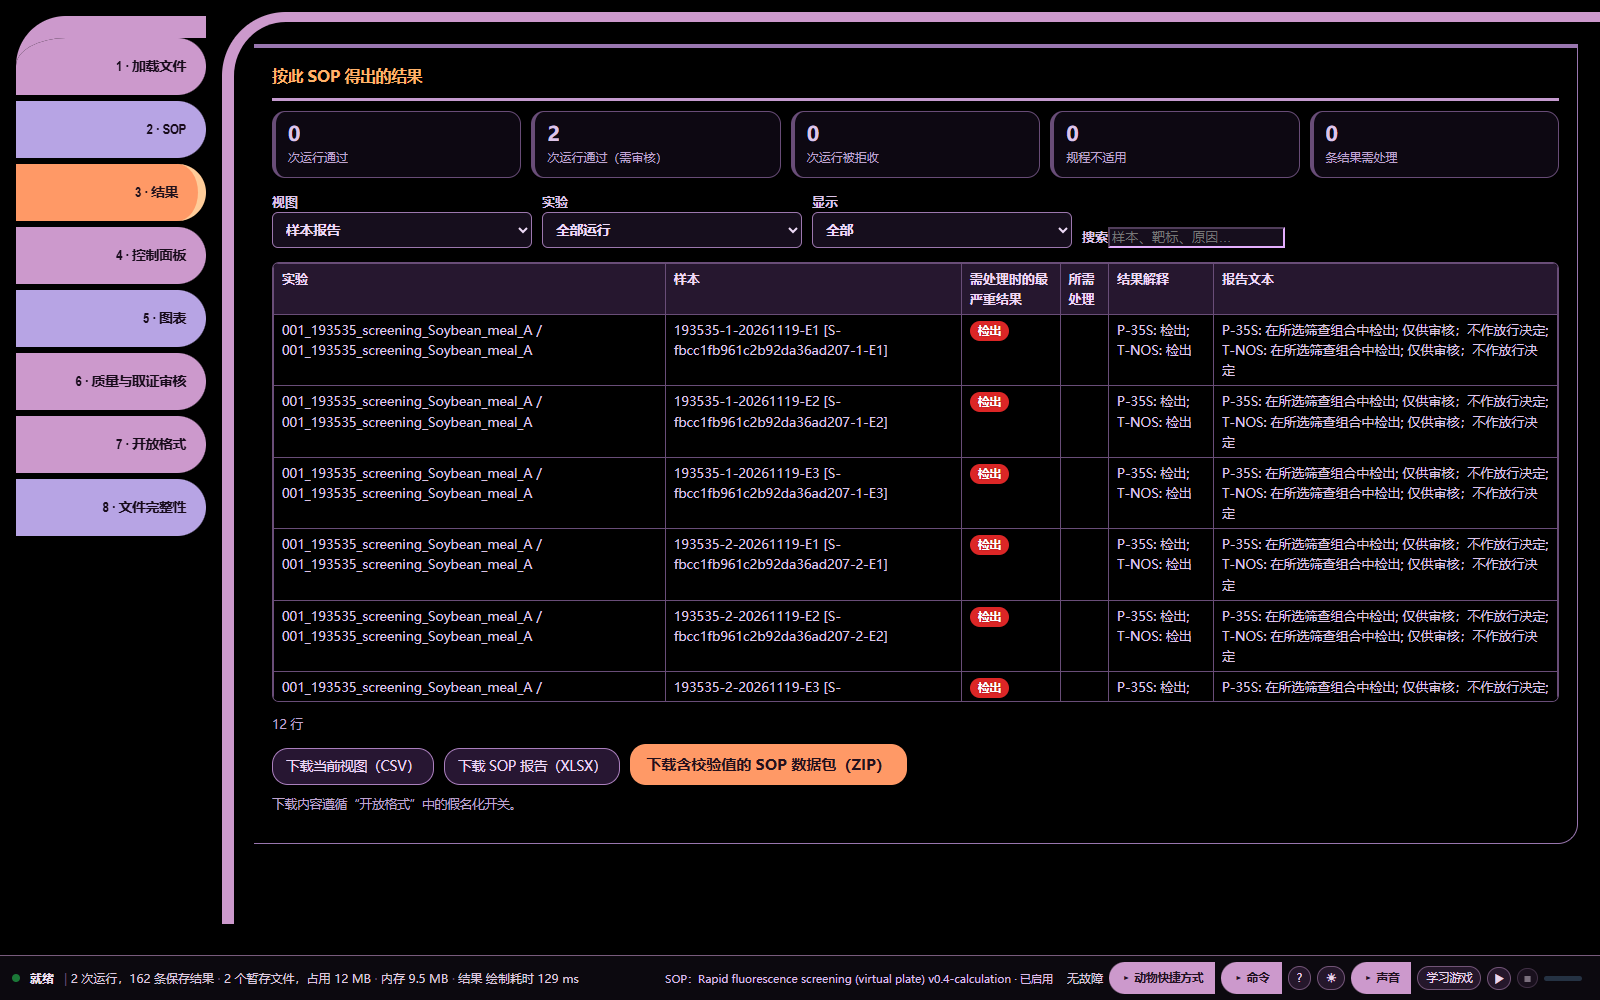 1 · 加载文件
2 · SOP
3 · 结果
4 · 控制面板
5 · 图表
6 · 质量与取证审核
7 · 开放格式
8 · 文件完整性
按此 SOP 得出的结果
0
次运行通过
2
次运行通过（需审核）
0
次运行被拒收
0
规程不适用
0
条结果需处理
视图
样本报告
实验
全部运行
显示
全部
搜索
样本、靶标、原因...
实验
样本
需处理时的最
严重结果
所需
处理
结果解释
报告文本
001_193535_screening_Soybean_meal_A /
001_193535_screening_Soybean_meal_A
193535-1-20261119-E1 [S-
fbcc1fb961c2b92da36ad207-1-E1]
检出
P-35S: 检出;
T-NOS: 检出
P-35S: 在所选筛查组合中检出; 仅供审核；不作放行决定;
T-NOS: 在所选筛查组合中检出; 仅供审核；不作放行决
定
001_193535_screening_Soybean_meal_A /
001_193535_screening_Soybean_meal_A
193535-1-20261119-E2 [S-
fbcc1fb961c2b92da36ad207-1-E2]
检出
P-35S: 检出;
T-NOS: 检出
P-35S: 在所选筛查组合中检出; 仅供审核；不作放行决定;
T-NOS: 在所选筛查组合中检出; 仅供审核；不作放行决
定
001_193535_screening_Soybean_meal_A /
001_193535_screening_Soybean_meal_A
193535-1-20261119-E3 [S-
fbcc1fb961c2b92da36ad207-1-E3]
检出
P-35S: 检出;
T-NOS: 检出
P-35S: 在所选筛查组合中检出; 仅供审核；不作放行决定;
T-NOS: 在所选筛查组合中检出; 仅供审核；不作放行决
定
001_193535_screening_Soybean_meal_A /
001_193535_screening_Soybean_meal_A
193535-2-20261119-E1 [S-
fbcc1fb961c2b92da36ad207-2-E1]
检出
P-35S: 检出;
T-NOS: 检出
P-35S: 在所选筛查组合中检出; 仅供审核；不作放行决定;
T-NOS: 在所选筛查组合中检出; 仅供审核；不作放行决
定
001_193535_screening_Soybean_meal_A /
001_193535_screening_Soybean_meal_A
193535-2-20261119-E2 [S-
fbcc1fb961c2b92da36ad207-2-E2]
检出
P-35S: 检出;
T-NOS: 检出
P-35S: 在所选筛查组合中检出; 仅供审核；不作放行决定;
T-NOS: 在所选筛查组合中检出; 仅供审核；不作放行决
定
001_193535_screening_Soybean_meal_A /
193535-2-20261119-E3 [S-
检出
P-35S: 检出;
P-35S: 在所选筛查组合中检出; 仅供审核；不作放行决定;
12 行
下载当前视图（CSV）
下载 SOP 报告（XLSX）
下载含校验值的 SOP 数据包（ZIP）
下载内容遵循“开放格式”中的假名化开关。
就绪
2 次运行，162 条保存结果 · 2 个暂存文件，占用 12 MB · 内存 9.5 MB · 结果 绘制耗时 129 ms
SOP：Rapid fluorescence screening (virtual plate) v0.4-calculation · 已启用
无故障
动物快捷方式
命令
?
声音
学习游戏